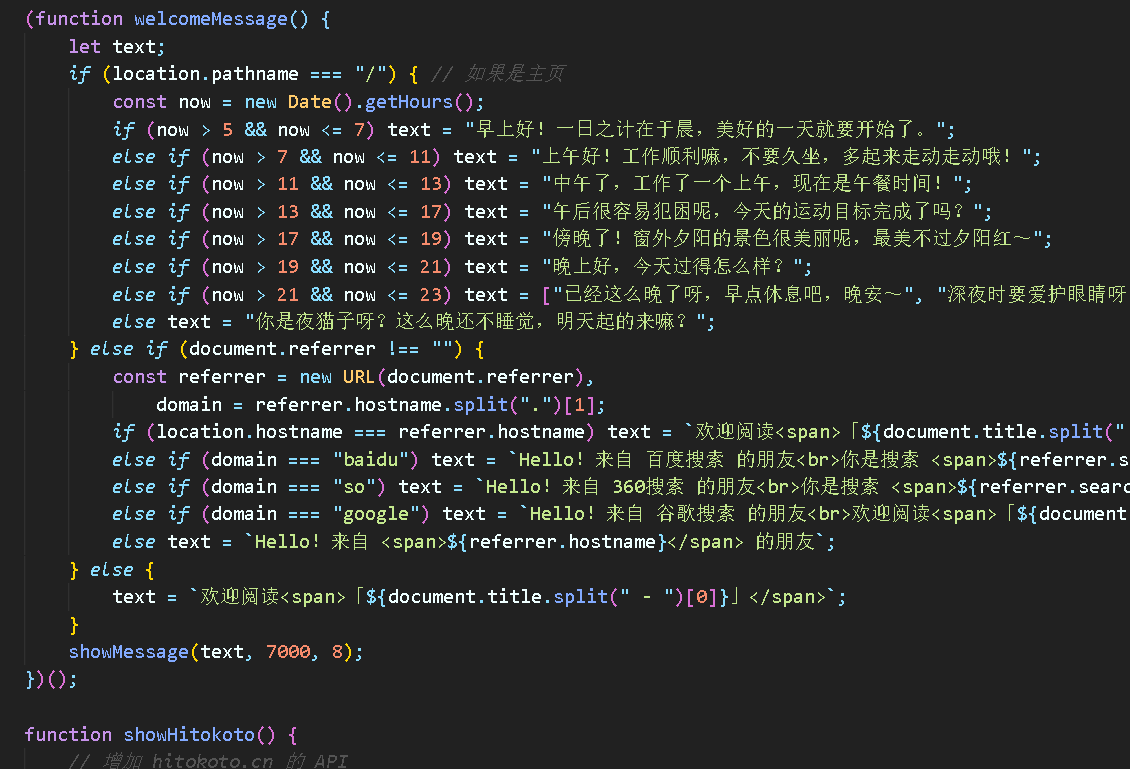 (function welcomeMessage() {
    let text;
    if (location.pathname === "/") { // 如果是主页
        const now = new Date().getHours();
        if (now > 5 && now <= 7) text = "早上好！一日之计在于晨，美好的一天就要开始了。";
        else if (now > 7 && now <= 11) text = "上午好！工作顺利嘛，不要久坐，多起来走动走动哦！";
        else if (now > 11 && now <= 13) text = "中午了，工作了一个上午，现在是午餐时间！";
        else if (now > 13 && now <= 17) text = "午后很容易犯困呢，今天的运动目标完成了吗？";
        else if (now > 17 && now <= 19) text = "傍晚了！窗外夕阳的景色很美丽呢，最美不过夕阳红～";
        else if (now > 19 && now <= 21) text = "晚上好，今天过得怎么样？";
        else if (now > 21 && now <= 23) text = ["已经这么晚了呀，早点休息吧，晚安～", "深夜时要爱护眼睛呀
        else text = "你是夜猫子呀？这么晚还不睡觉，明天起的来嘛？";
    } else if (document.referrer !== "") {
        const referrer = new URL(document.referrer),
            domain = referrer.hostname.split(".")[1];
        if (location.hostname === referrer.hostname) text = `欢迎阅读<span>「${document.title.split("
        else if (domain === "baidu") text = `Hello！来自 百度搜索 的朋友<br>你是搜索 <span>${referrer.s
        else if (domain === "so") text = `Hello！来自 360搜索 的朋友<br>你是搜索 <span>${referrer.searc
        else if (domain === "google") text = `Hello！来自 谷歌搜索 的朋友<br>欢迎阅读<span>「${document
        else text = `Hello！来自 <span>${referrer.hostname}</span> 的朋友`;
    } else {
        text = `欢迎阅读<span>「${document.title.split(" - ")[0]}」</span>`;
    }
    showMessage(text, 7000, 8);
})();
function showHitokoto() {
    // 增加 hitokoto.cn 的 API